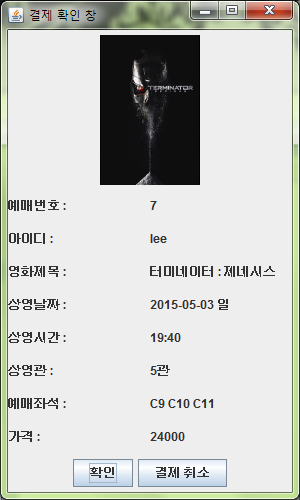 결제 확인 창
TERMINATOR
예매번호 : 7
아이디 : lee
영화제목 : 터미네이터 : 제네시스
상영날짜 : 2015-05-03 일
상영시간 : 19:40
상영관 : 5관
예매좌석 : C9 C10 C11
가격 : 24000
확인 결제 취소